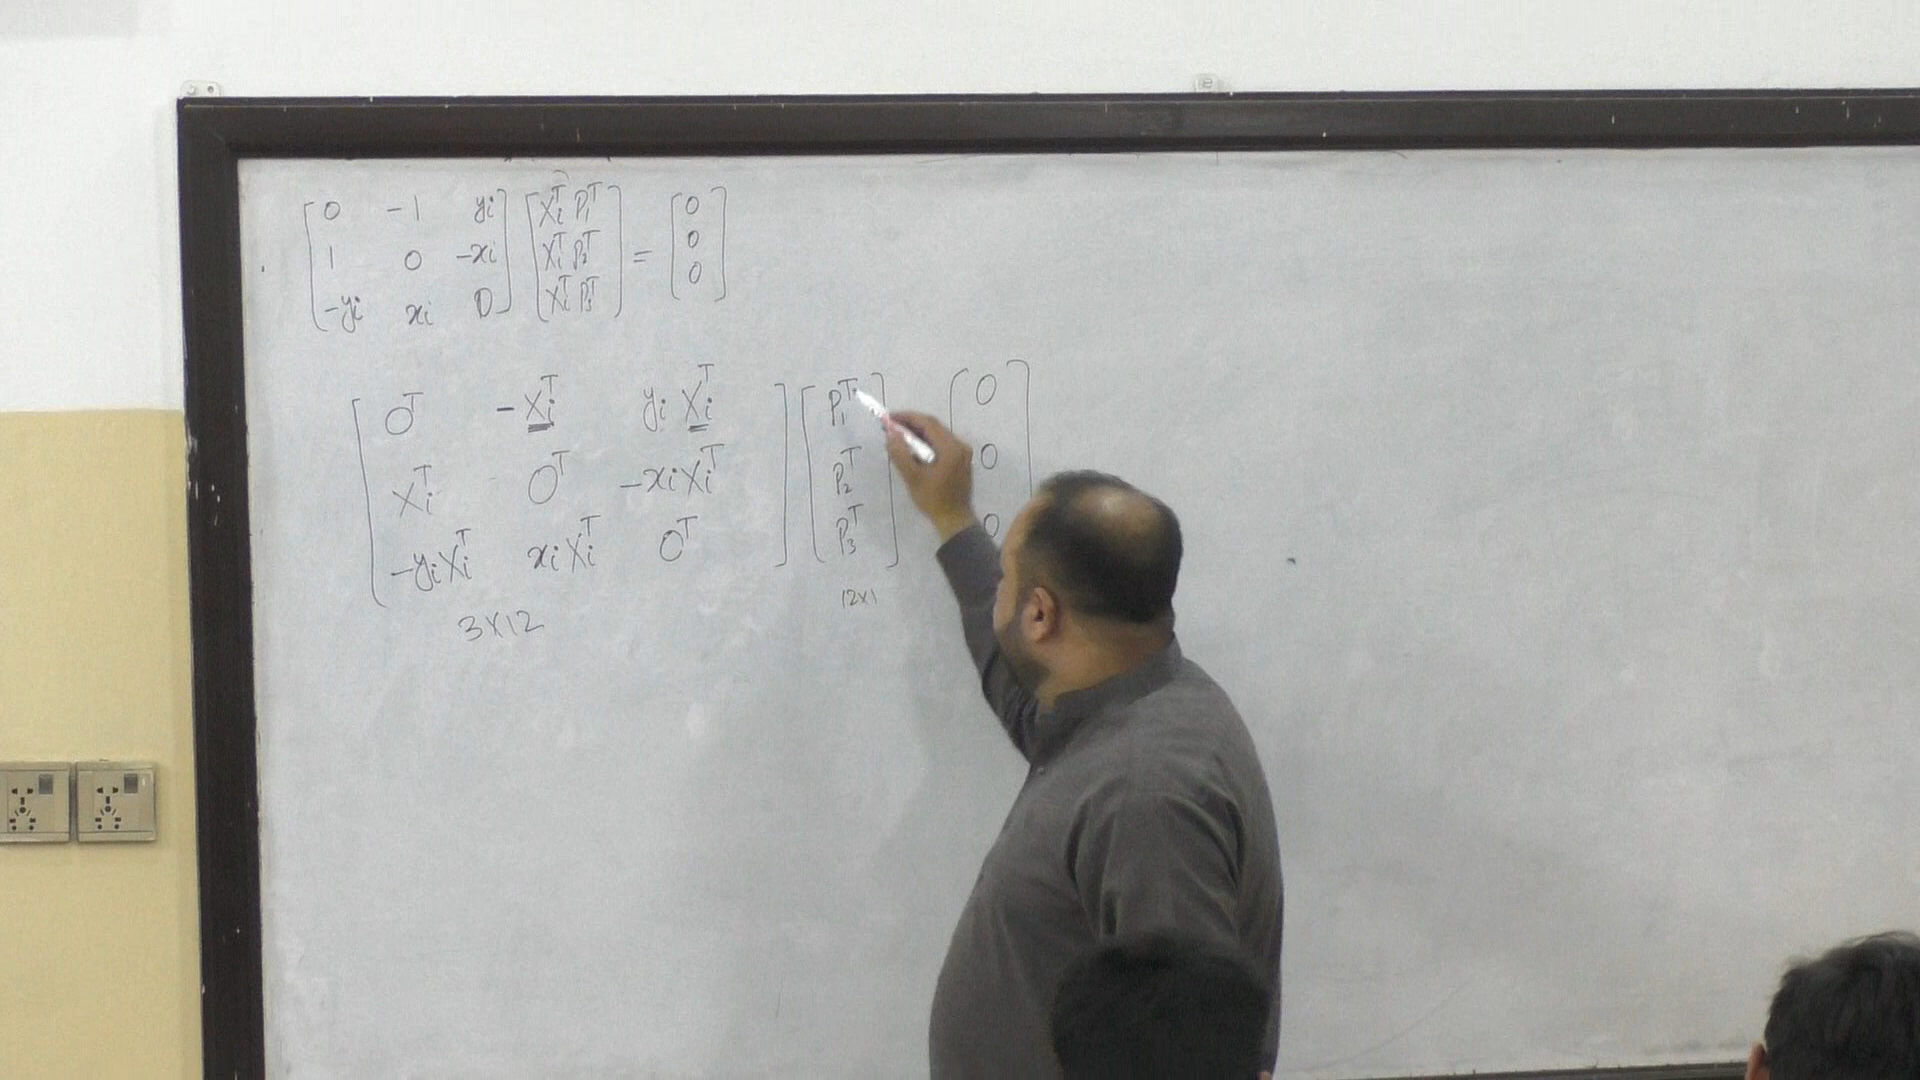 0 -1 yi Xi^T P1^T 0
1 0 -xi Xi^T P2^T = 0
-yi xi 0 Xi^T P3^T 0
0^T -Xi^T yi Xi^T P1^T 0
Xi^T 0^T -xi Xi^T P2^T 0
-yi Xi^T xi Xi^T 0^T P3^T 0
3x12 12x1